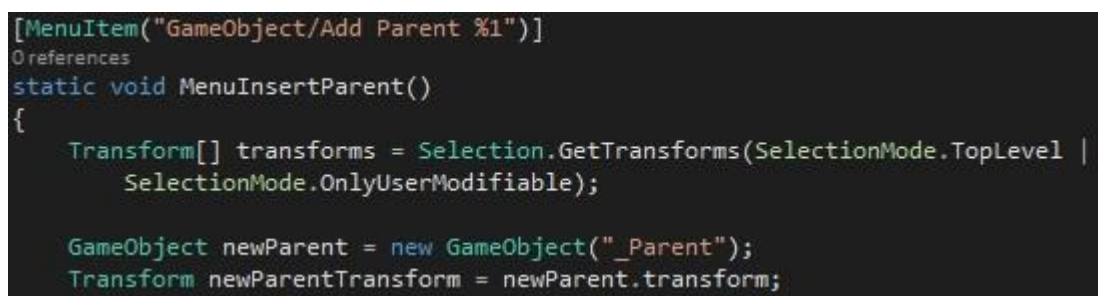 [MenuItem("GameObject/Add Parent %1")]
0 references
static void MenuInsertParent()
{
Transform[] transforms = Selection.GetTransforms(SelectionMode.TopLevel |
SelectionMode.OnlyUserModifiable);
GameObject newParent = new GameObject("_Parent");
Transform newParentTransform = newParent.transform;